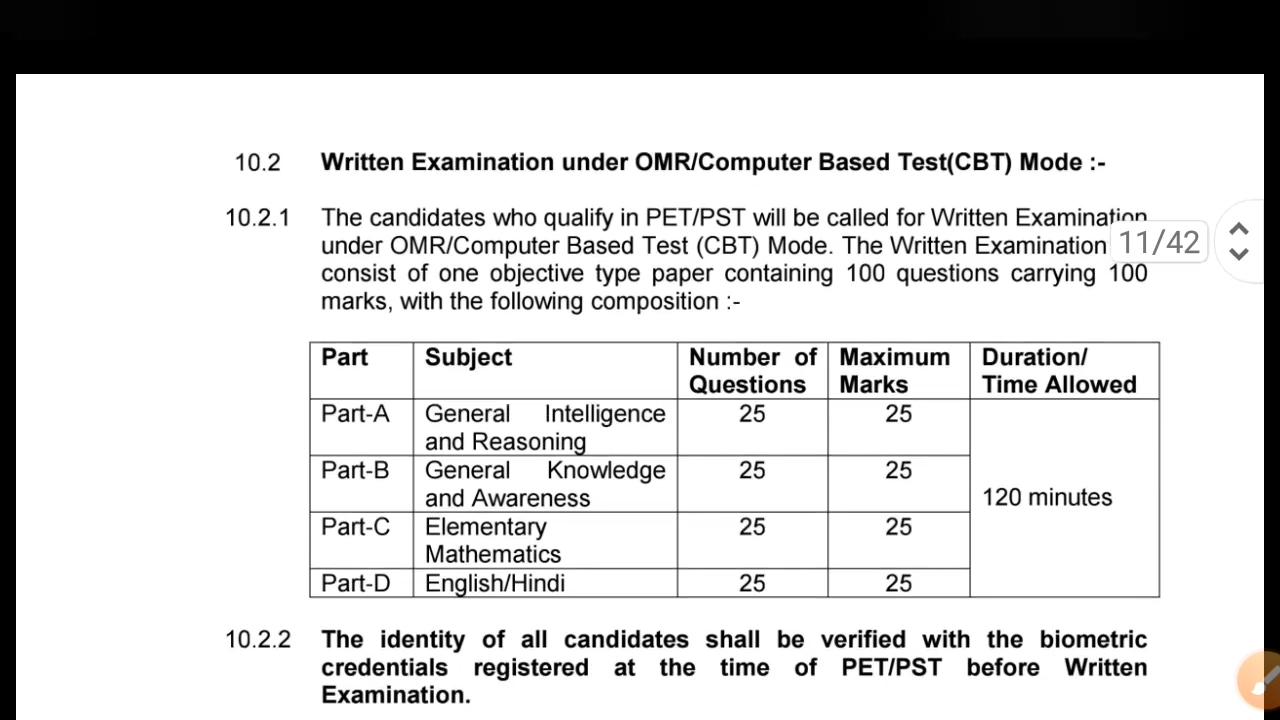 10.2 Written Examination under OMR/Computer Based Test(CBT) Mode :-
10.2.1 The candidates who qualify in PET/PST will be called for Written Examination
under OMR/Computer Based Test (CBT) Mode. The Written Examination
11/42
consist of one objective type paper containing 100 questions carrying 100
marks, with the following composition :-
Part Subject Number of Maximum Duration/
Questions Marks Time Allowed
Part-A General Intelligence 25 25
and Reasoning
Part-B General Knowledge 25 25
and Awareness
120 minutes
Part-C Elementary 25 25
Mathematics
Part-D English/Hindi 25 25
10.2.2 The identity of all candidates shall be verified with the biometric
credentials registered at the time of PET/PST before Written
Examination.